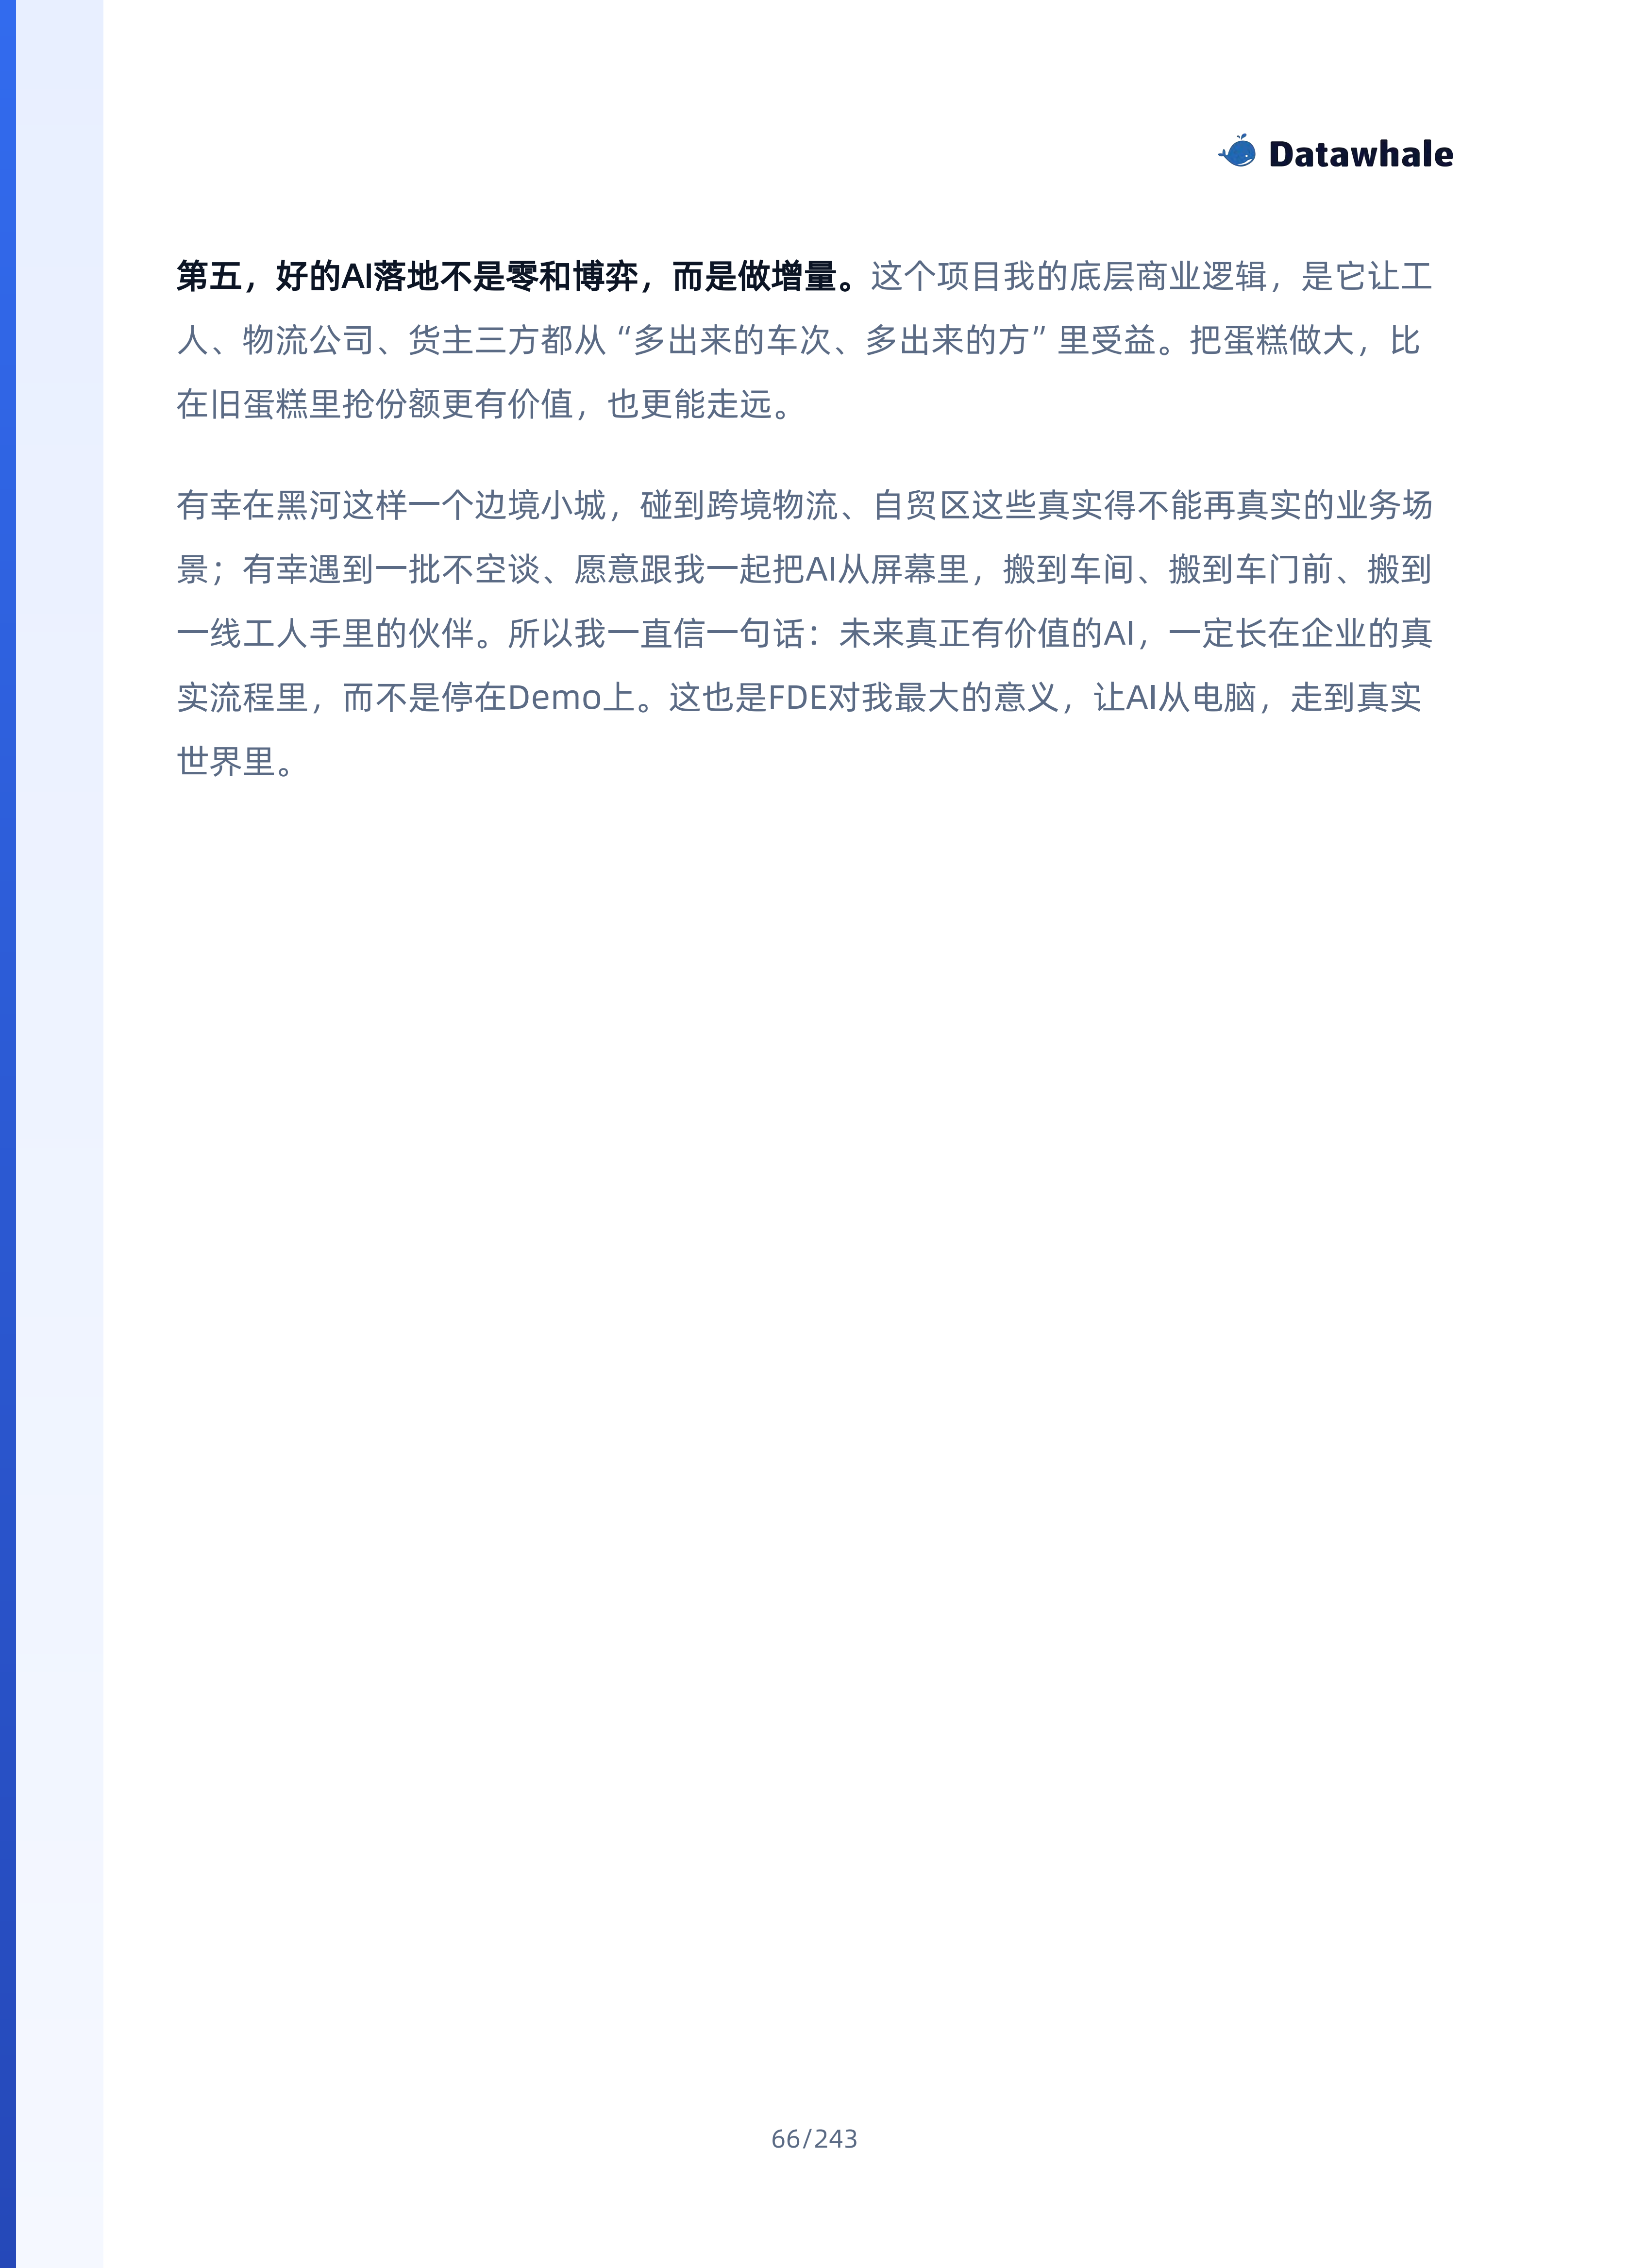 Datawhale
第五，好的AI落地不是零和博弈，而是做增量。这个项目我的底层商业逻辑，是它让工
人、物流公司、货主三方都从“多出来的车次、多出来的方”里受益。把蛋糕做大，比
在旧蛋糕里抢份额更有价值，也更能走远。
有幸在黑河这样一个边境小城，碰到跨境物流、自贸区这些真实得不能再真实的业务场
景；有幸遇到一批不空谈、愿意跟我一起把AI从屏幕里，搬到车间、搬到车门前、搬到
一线工人手里的伙伴。所以我一直信一句话：未来真正有价值的AI，一定长在企业的真
实流程里，而不是停在Demo上。这也是FDE对我最大的意义，让AI从电脑，走到真实
世界里。
66/243